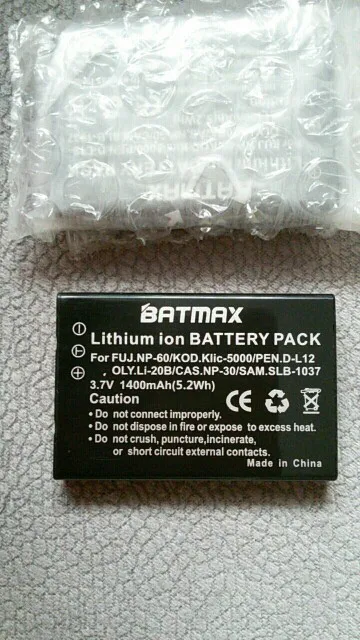 BATMAX
BATMAX
Lithium ion BATTERY PACK
For FUJ.NP-60/KOD.Klic-5000/PEN.D-L12
, OLY.Li-20B/CAS.NP-30/SAM.SLB-1037
3.7V 1400mAh(5.2Wh)
Caution
• Do not connect improperly.
• Do not dispose in fire or expose to excess heat.
• Do not crush, puncture,incinerate,
or short circuit external contacts.
Made in China